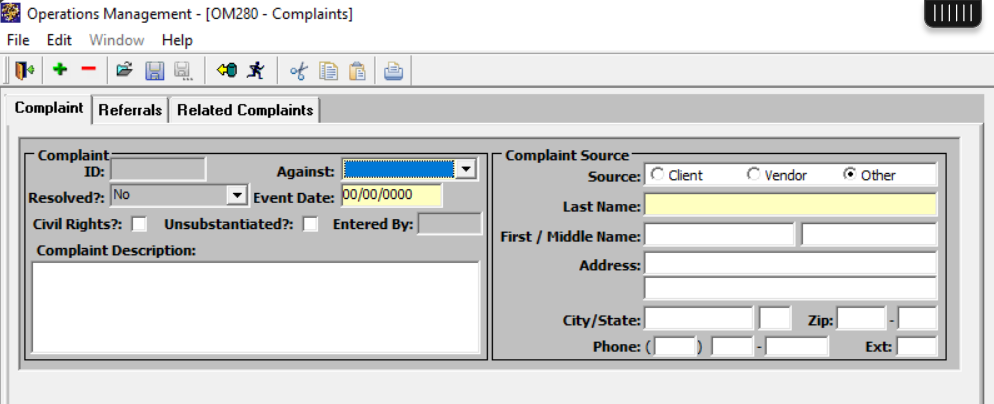 Operations Management - [OM280 - Complaints]
File Edit Window Help
Complaint Referrals Related Complaints
Complaint
ID: Against:
Resolved?: No Event Date: 00/00/0000
Civil Rights?: Unsubstantiated?: Entered By:
Complaint Description:
Complaint Source
Source: Client Vendor Other
Last Name:
First / Middle Name:
Address:
City/State: Zip: -
Phone: ( ) - Ext: